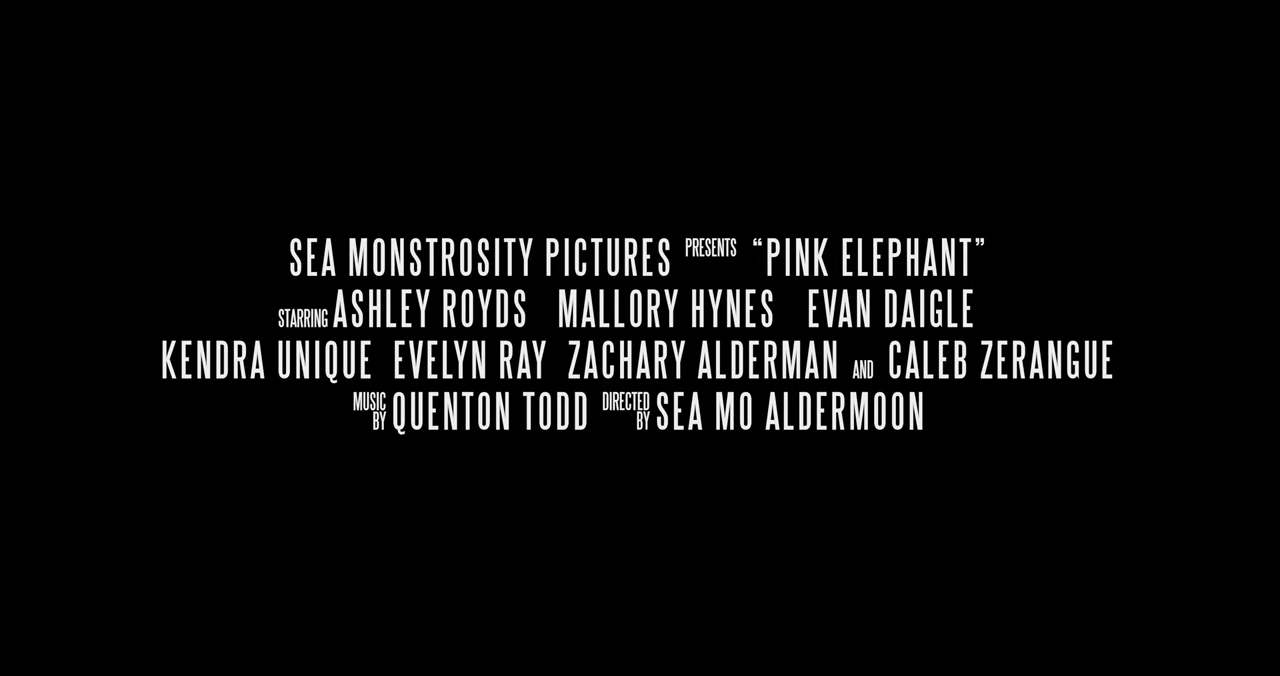 SEA MONSTROSITY PICTURES PRESENTS “PINK ELEPHANT”
STARRING ASHLEY ROYDS MALLORY HYNES EVAN DAIGLE
KENDRA UNIQUE EVELYN RAY ZACHARY ALDERMAN AND CALEB ZERANGUE
MUSIC BY QUENTON TODD DIRECTED BY SEA MO ALDERMOON